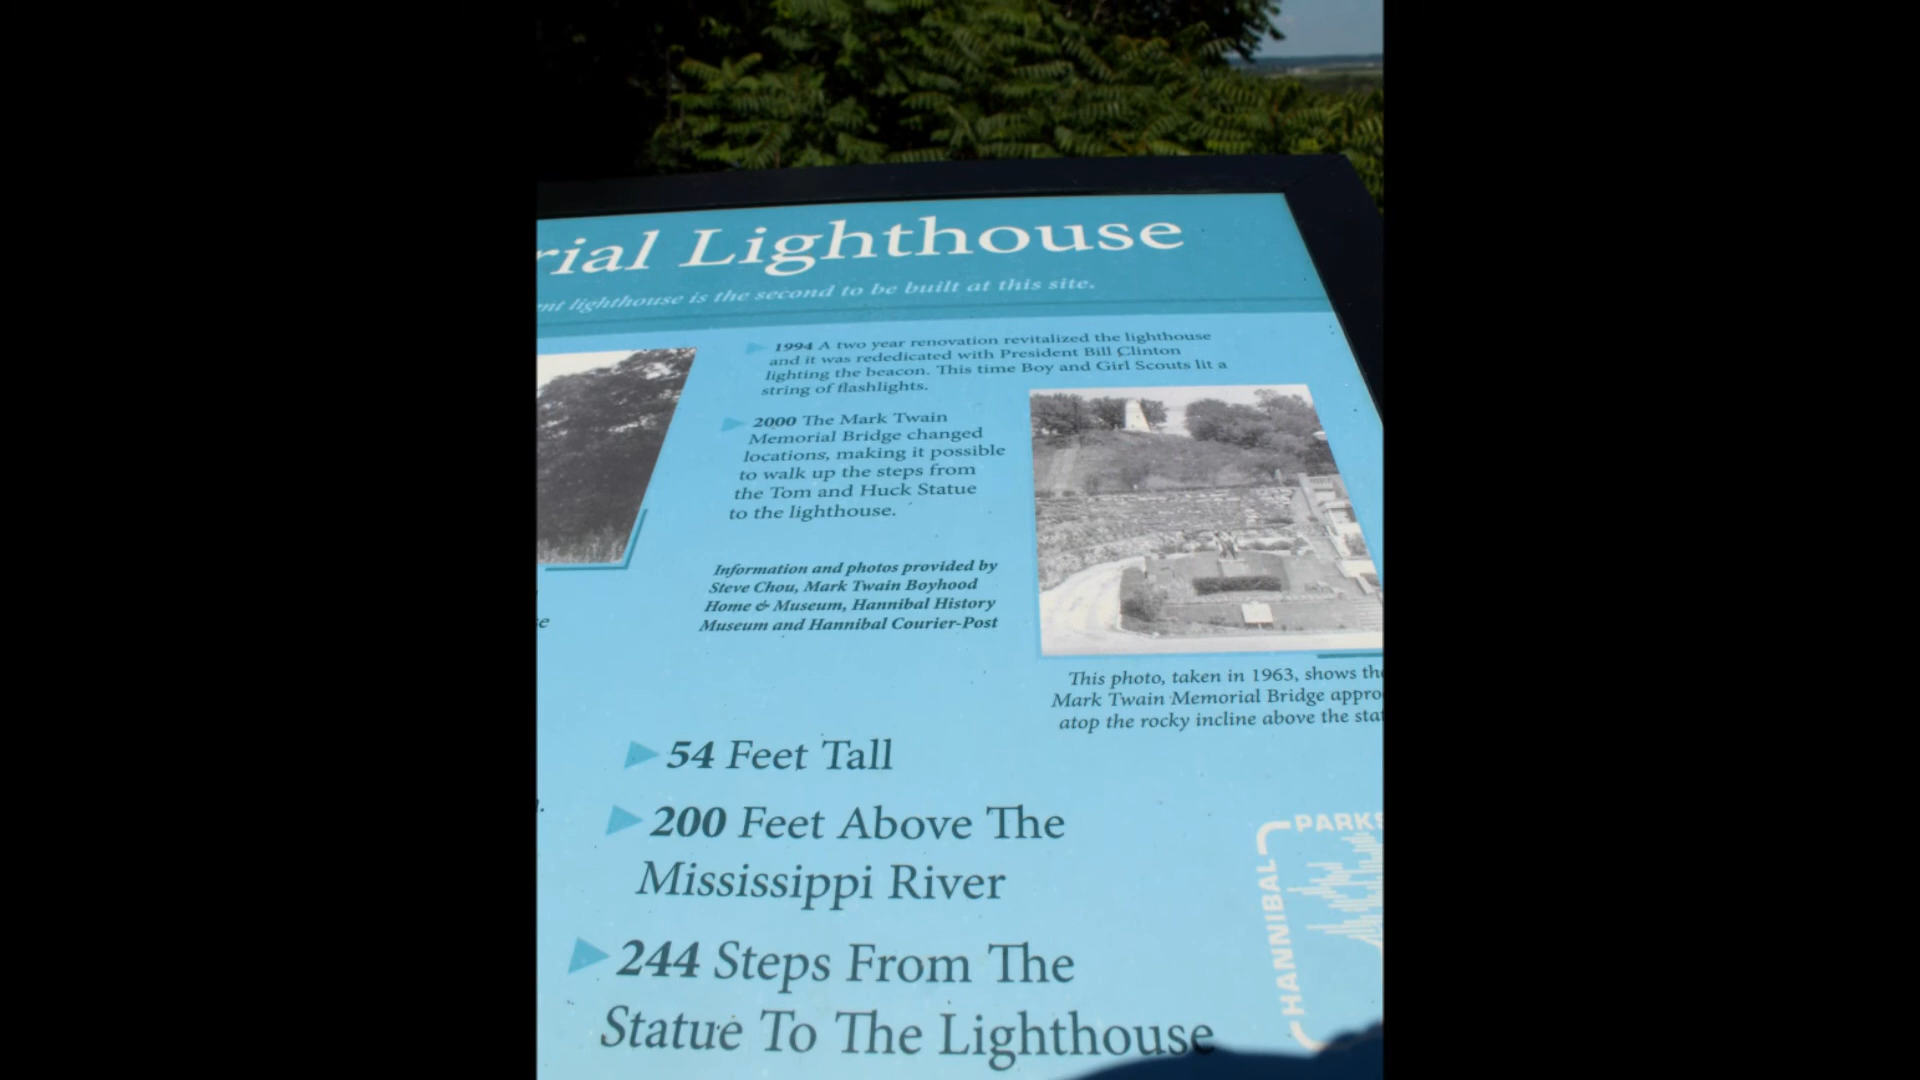 rial Lighthouse
nt lighthouse is the second to be built at this site.
1994 A two year renovation revitalized the lighthouse
and it was rededicated with President Bill Clinton
lighting the beacon. This time Boy and Girl Scouts lit a
string of flashlights.
2000 The Mark Twain
Memorial Bridge changed
locations, making it possible
to walk up the steps from
the Tom and Huck Statue
to the lighthouse.
Information and photos provided by
Steve Chou, Mark Twain Boyhood
Home & Museum, Hannibal History
Museum and Hannibal Courier-Post
This photo, taken in 1963, shows the
Mark Twain Memorial Bridge appro
atop the rocky incline above the sta
54 Feet Tall
200 Feet Above The
Mississippi River
244 Steps From The
Statue To The Lighthouse
HANNIBAL
PARKS